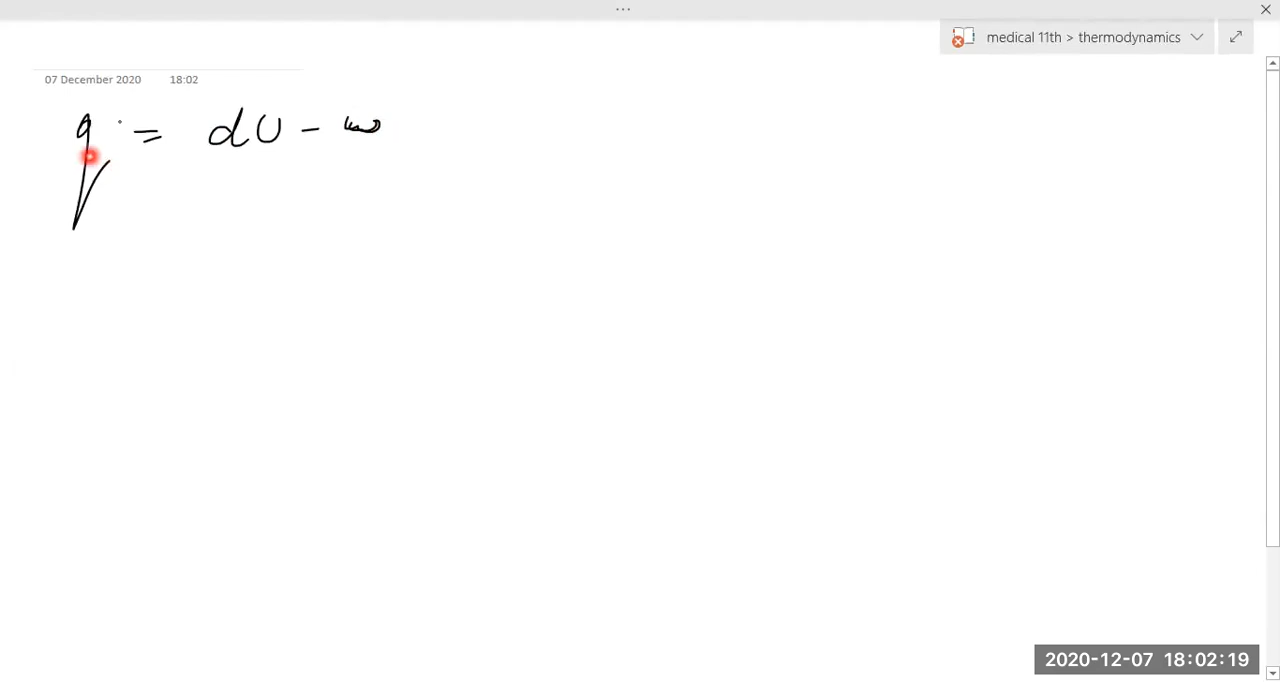 ...
medical 11th > thermodynamics
07 December 2020 18:02
q = dU - w
2020-12-07 18:02:19